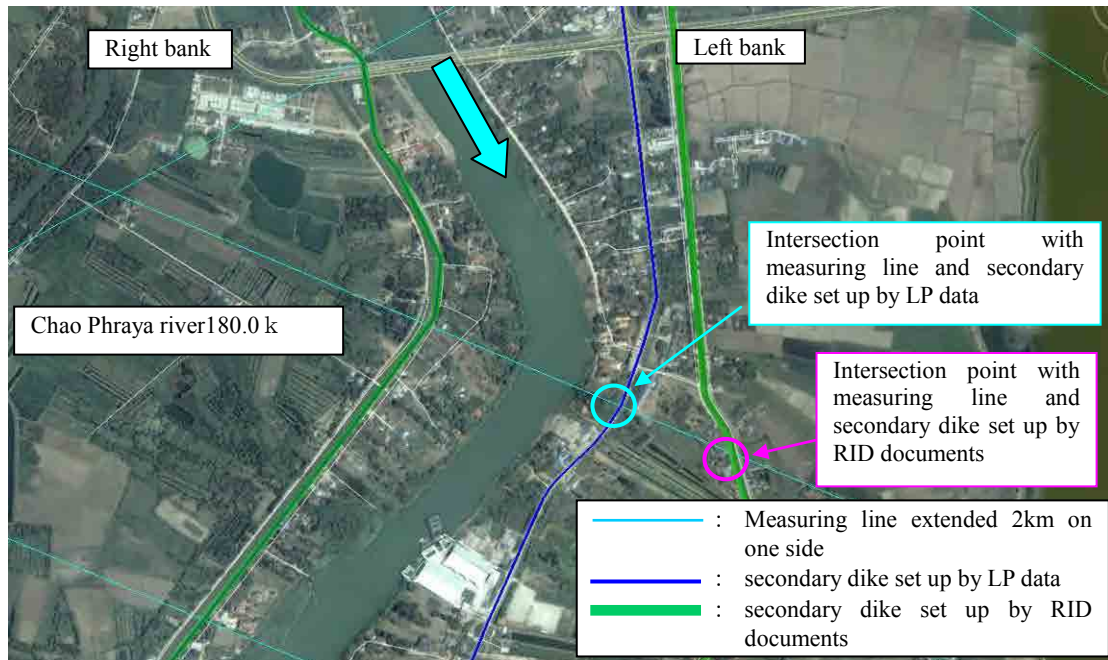 Right bank
Left bank
Intersection point with
measuring line and secondary
dike set up by LP data
Chao Phraya river180.0 k
Intersection point with
measuring line and
secondary dike set up by
RID documents
: Measuring line extended 2km on
one side
: secondary dike set up by LP data
: secondary dike set up by RID
documents